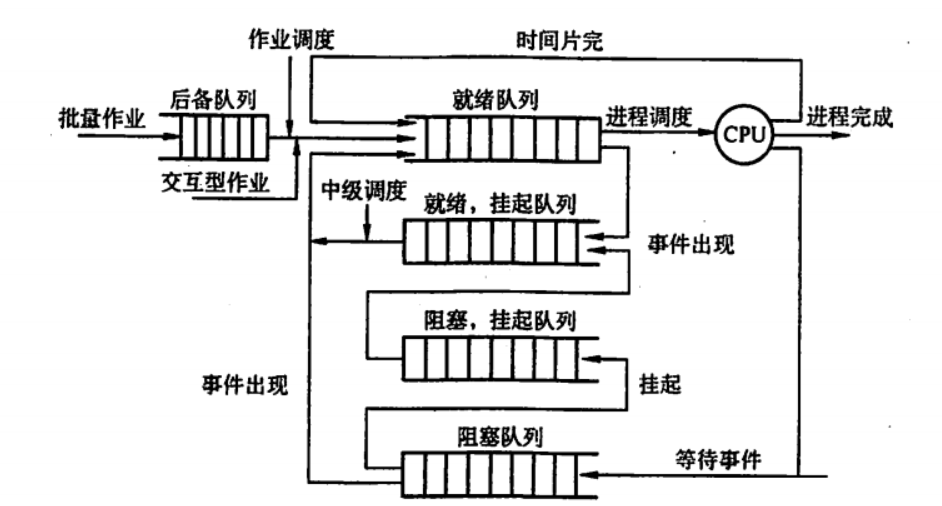 作业调度
时间片完
后备队列
就绪队列
批量作业
进程调度
CPU
进程完成
交互型作业
中级调度
就绪，挂起队列
事件出现
阻塞，挂起队列
事件出现
挂起
阻塞队列
等待事件